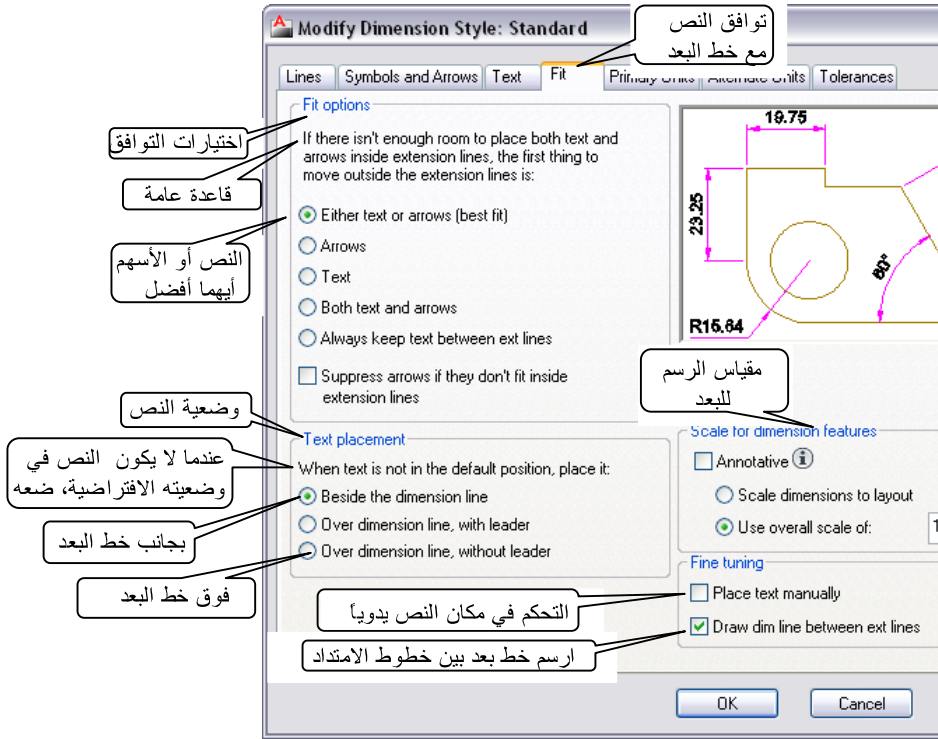 Modify Dimension Style: Standard
توافق النص
مع خط البعد
Lines
Symbols and Arrows
Text
Fit
Primary Units
Alternate Units
Tolerances
Fit options
اختيارات التوافق
If there isn't enough room to place both text and
arrows inside extension lines, the first thing to
move outside the extension lines is:
قاعدة عامة
Either text or arrows (best fit)
النص أو الأسهم
أيهما أفضل
Arrows
Text
Both text and arrows
Always keep text between ext lines
Suppress arrows if they don't fit inside
extension lines
19.75
23.25
60°
R15.64
مقياس الرسم
للبعد
وضعية النص
Text placement
عندما لا يكون النص في
وضعيته الافتراضية، ضعه
When text is not in the default position, place it:
Beside the dimension line
بجانب خط البعد
Over dimension line, with leader
Over dimension line, without leader
فوق خط البعد
Scale for dimension features
Annotative
Scale dimensions to layout
Use overall scale of:
1
Fine tuning
Place text manually
التحكم في مكان النص يدوياً
Draw dim line between ext lines
ارسم خط بعد بين خطوط الامتداد
OK
Cancel